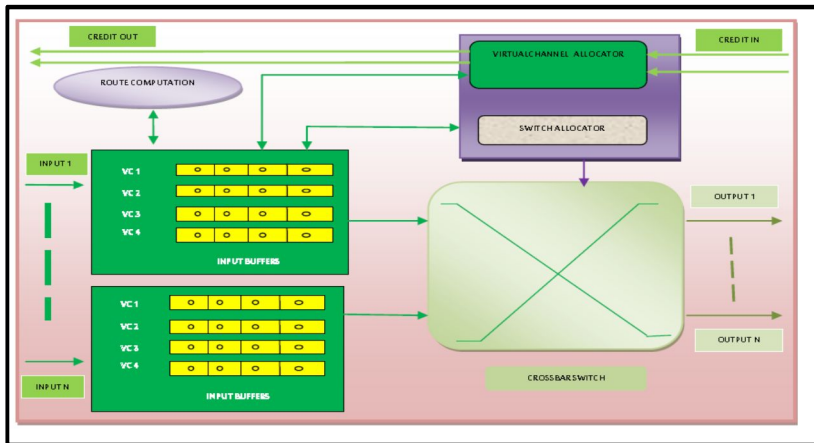 CREDIT OUT
CREDIT IN
VIRTUALCHANNEL ALLOCATOR
ROUTE COMPUTATION
SWITCH ALLOCATOR
INPUT 1
VC 1
VC 2
VC 3
VC 4
INPUT BUFFERS
OUTPUT 1
VC 1
VC 2
VC 3
VC 4
INPUT BUFFERS
INPUT N
OUTPUT N
CROSSBAR SWITCH